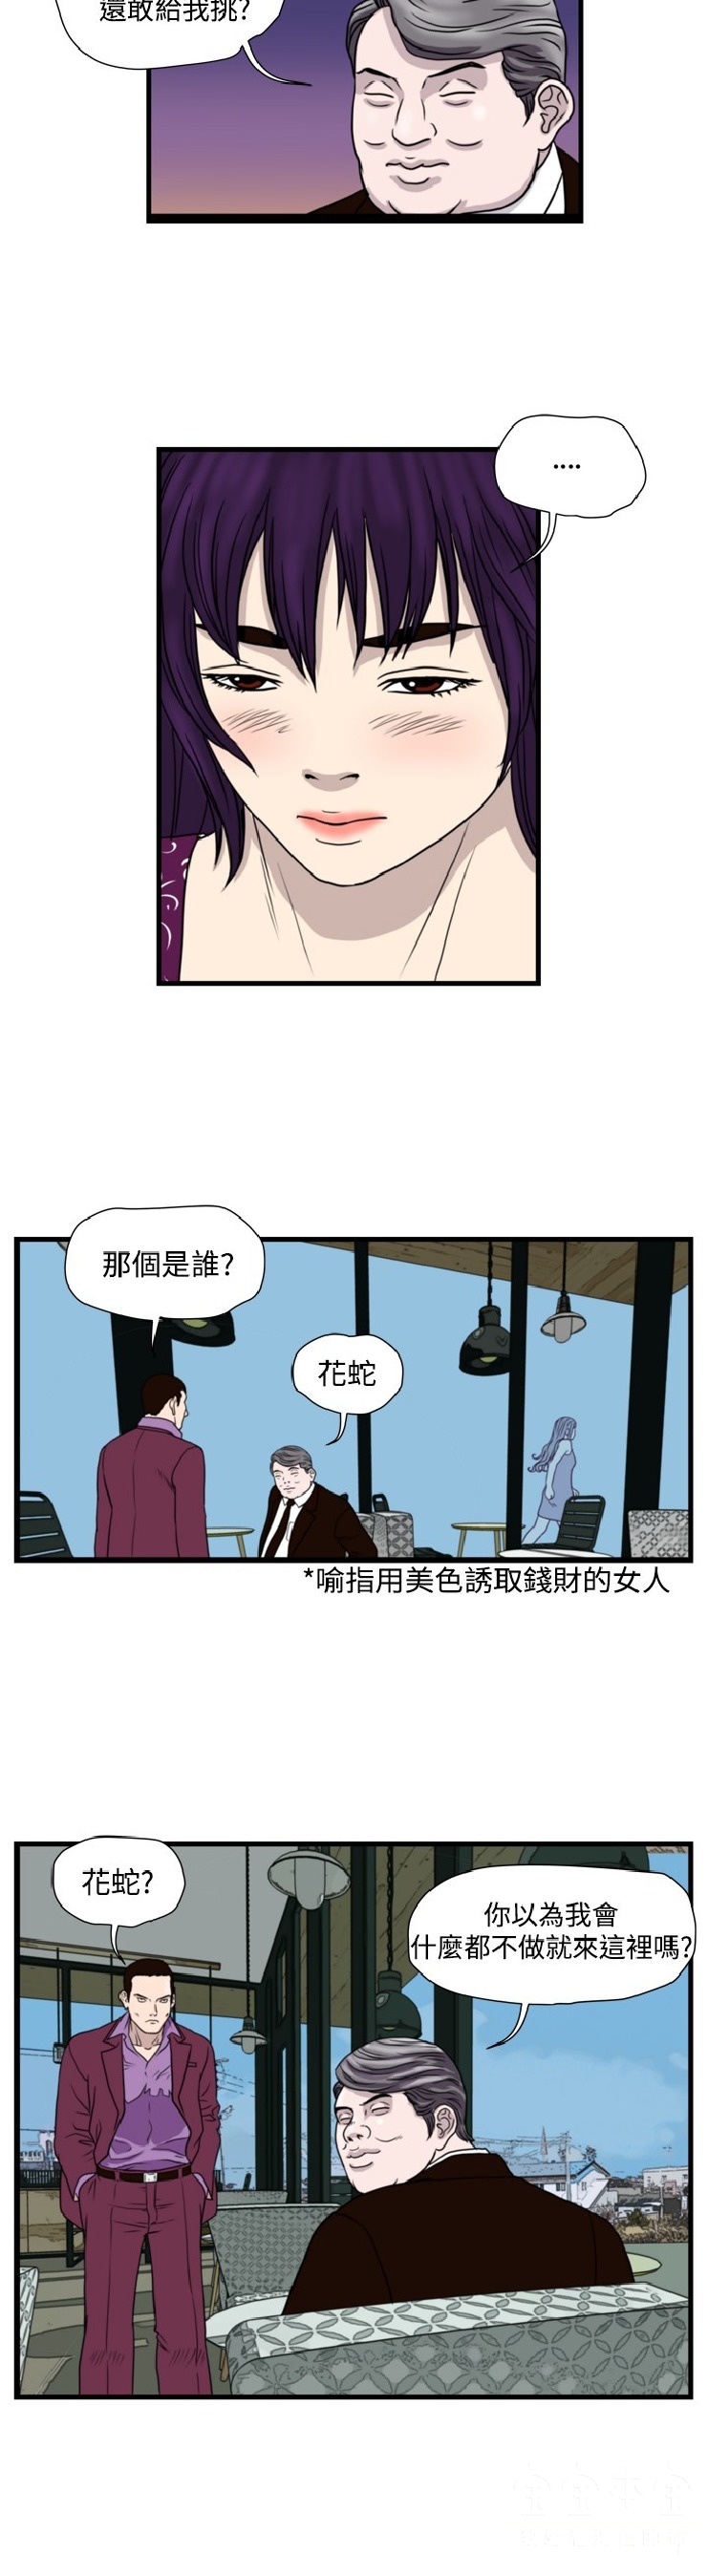 還敢給我挑?
....
那個是誰?
花蛇
*喻指用美色誘取錢財的女人
花蛇?
你以為我會
什麼都不做就來這裡嗎?